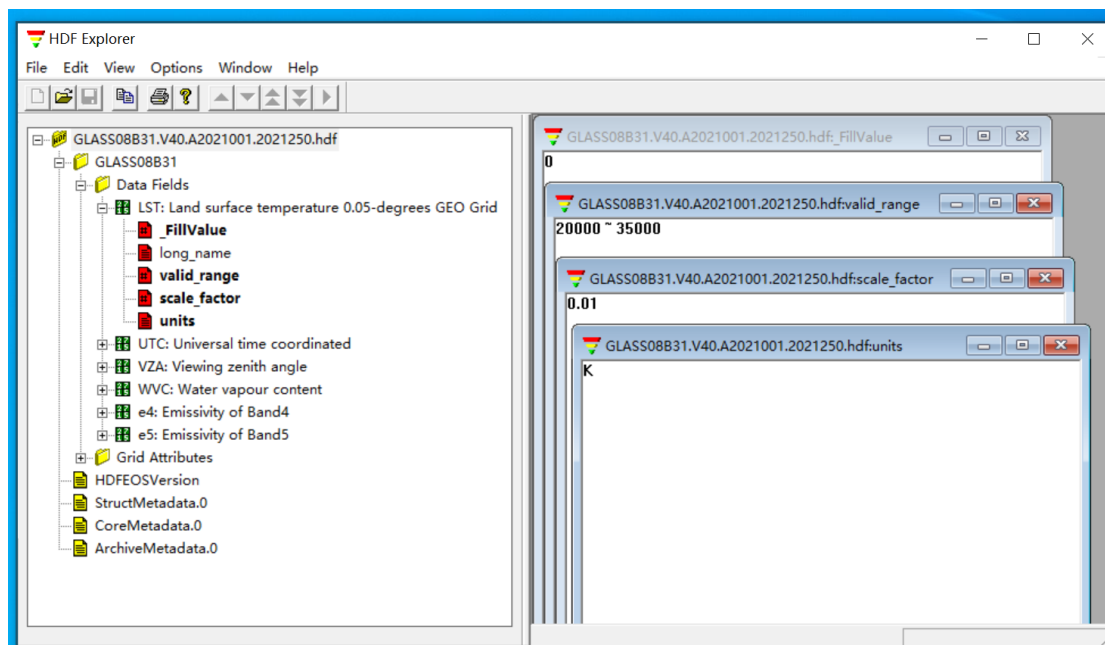 HDF Explorer
File Edit View Options Window Help
GLASS08B31.V40.A2021001.2021250.hdf
GLASS08B31
Data Fields
LST: Land surface temperature 0.05-degrees GEO Grid
_FillValue
long_name
valid_range
scale_factor
units
UTC: Universal time coordinated
VZA: Viewing zenith angle
WVC: Water vapour content
e4: Emissivity of Band4
e5: Emissivity of Band5
Grid Attributes
HDFEOSVersion
StructMetadata.0
CoreMetadata.0
ArchiveMetadata.0
GLASS08B31.V40.A2021001.2021250.hdf:_FillValue
0
GLASS08B31.V40.A2021001.2021250.hdf:valid_range
20000 ~ 35000
GLASS08B31.V40.A2021001.2021250.hdf:scale_factor
0.01
GLASS08B31.V40.A2021001.2021250.hdf:units
K